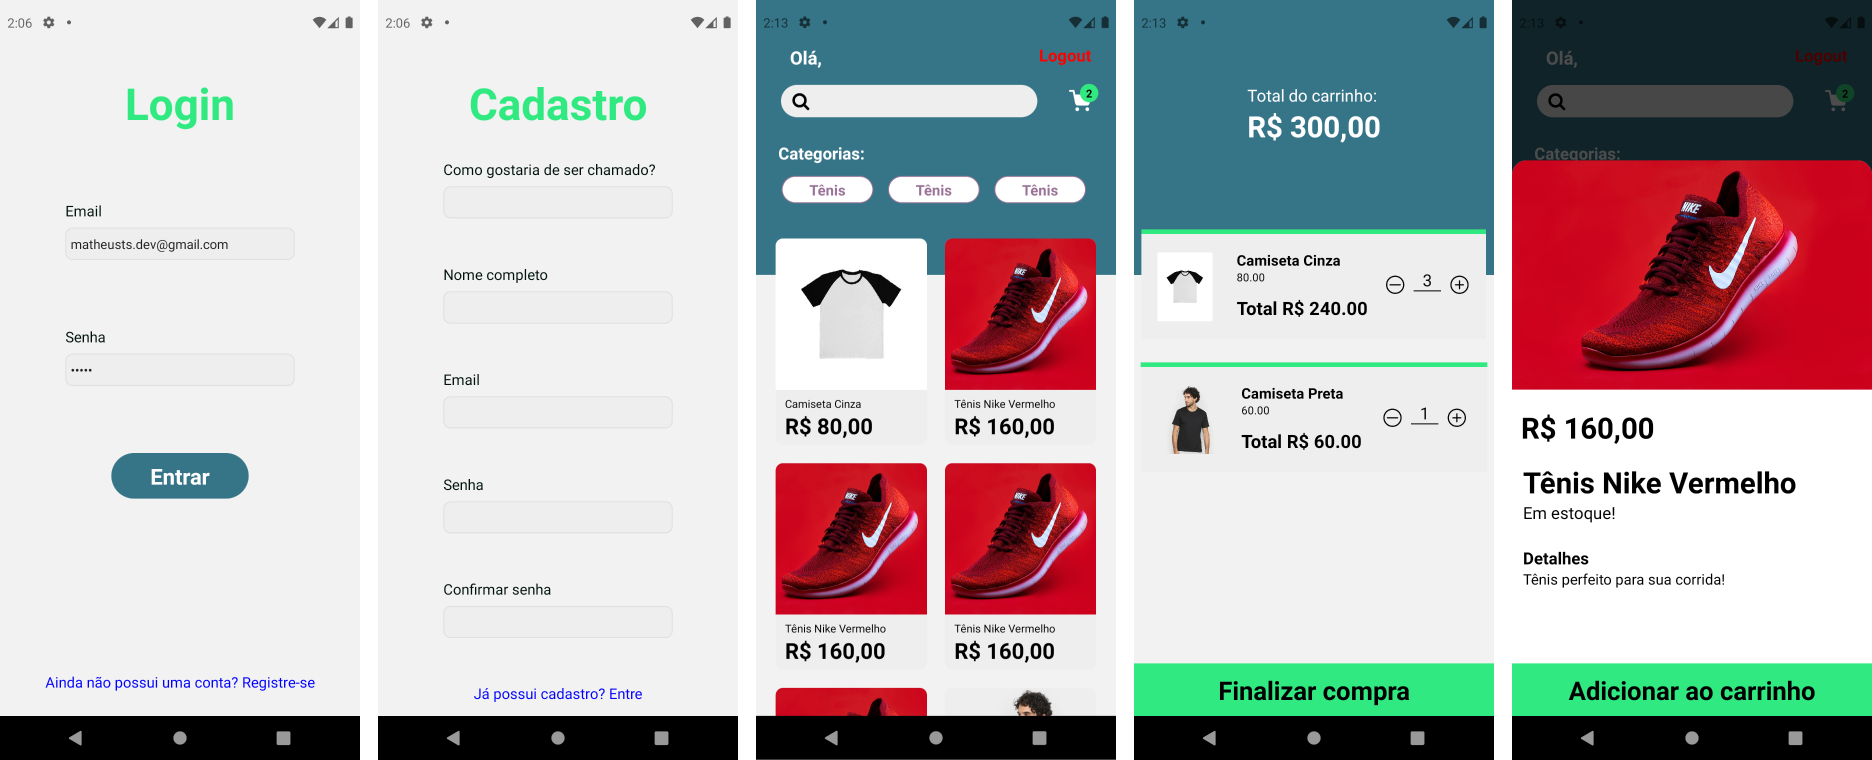 2:06
Login
Email
matheusts.dev@gmail.com
Senha
•••••
Entrar
Ainda não possui uma conta? Registre-se
2:06
Cadastro
Como gostaria de ser chamado?
Nome completo
Email
Senha
Confirmar senha
Já possui cadastro? Entre
2:13
Olá,
Logout
2
Categorias:
Tênis Tênis Tênis
NIKE
Camiseta Cinza
R$ 80,00
Tênis Nike Vermelho
R$ 160,00
NIKE
NIKE
Tênis Nike Vermelho
R$ 160,00
Tênis Nike Vermelho
R$ 160,00
2:13
Total do carrinho:
R$ 300,00
Camiseta Cinza
80.00
Total R$ 240.00
3
Camiseta Preta
60.00
Total R$ 60.00
1
Finalizar compra
2:13
Olá,
Logout
2
Categorias:
NIKE
R$ 160,00
Tênis Nike Vermelho
Em estoque!
Detalhes
Tênis perfeito para sua corrida!
Adicionar ao carrinho